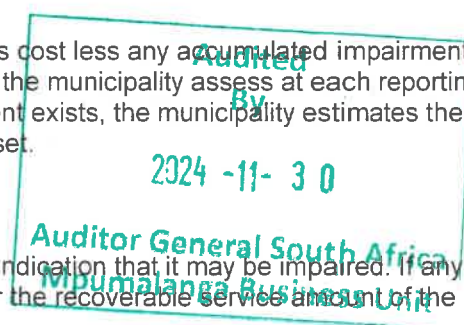 s cost less any accumulated impairment
Audited
the municipality assess at each reportin
By
nt exists, the municipality estimates the
set.
2024 -11- 30
Auditor General South Africa
ndication that it may be impaired. If any
Mpumalanga Business Unit
r the recoverable service amount of the